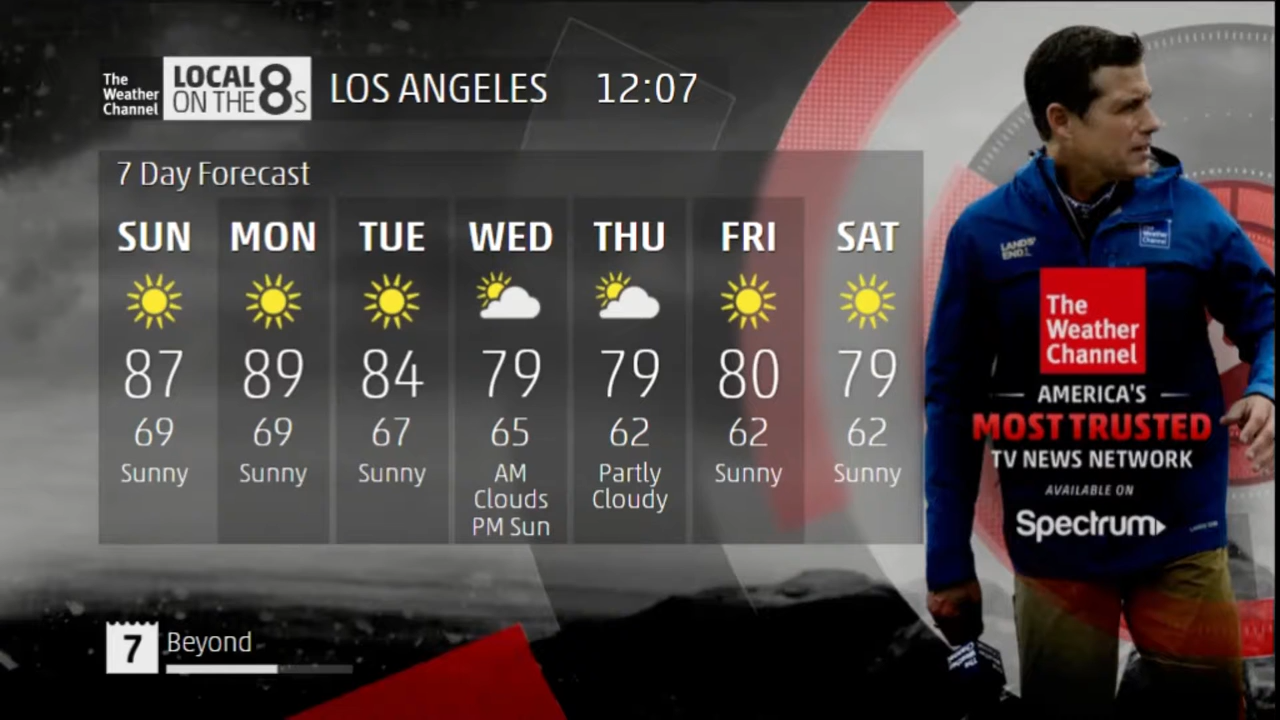 The
Weather
Channel
LOCAL
ON THE 8s
LOS ANGELES 12:07
7 Day Forecast
SUN MON TUE WED THU FRI SAT
87 89 84 79 79 80 79
69 69 67 65 62 62 62
Sunny Sunny Sunny AM Clouds PM Sun Partly Cloudy Sunny Sunny
LANDS'
END
The
Weather
Channel
AMERICA'S
MOST TRUSTED
TV NEWS NETWORK
AVAILABLE ON
Spectrum
7 Beyond